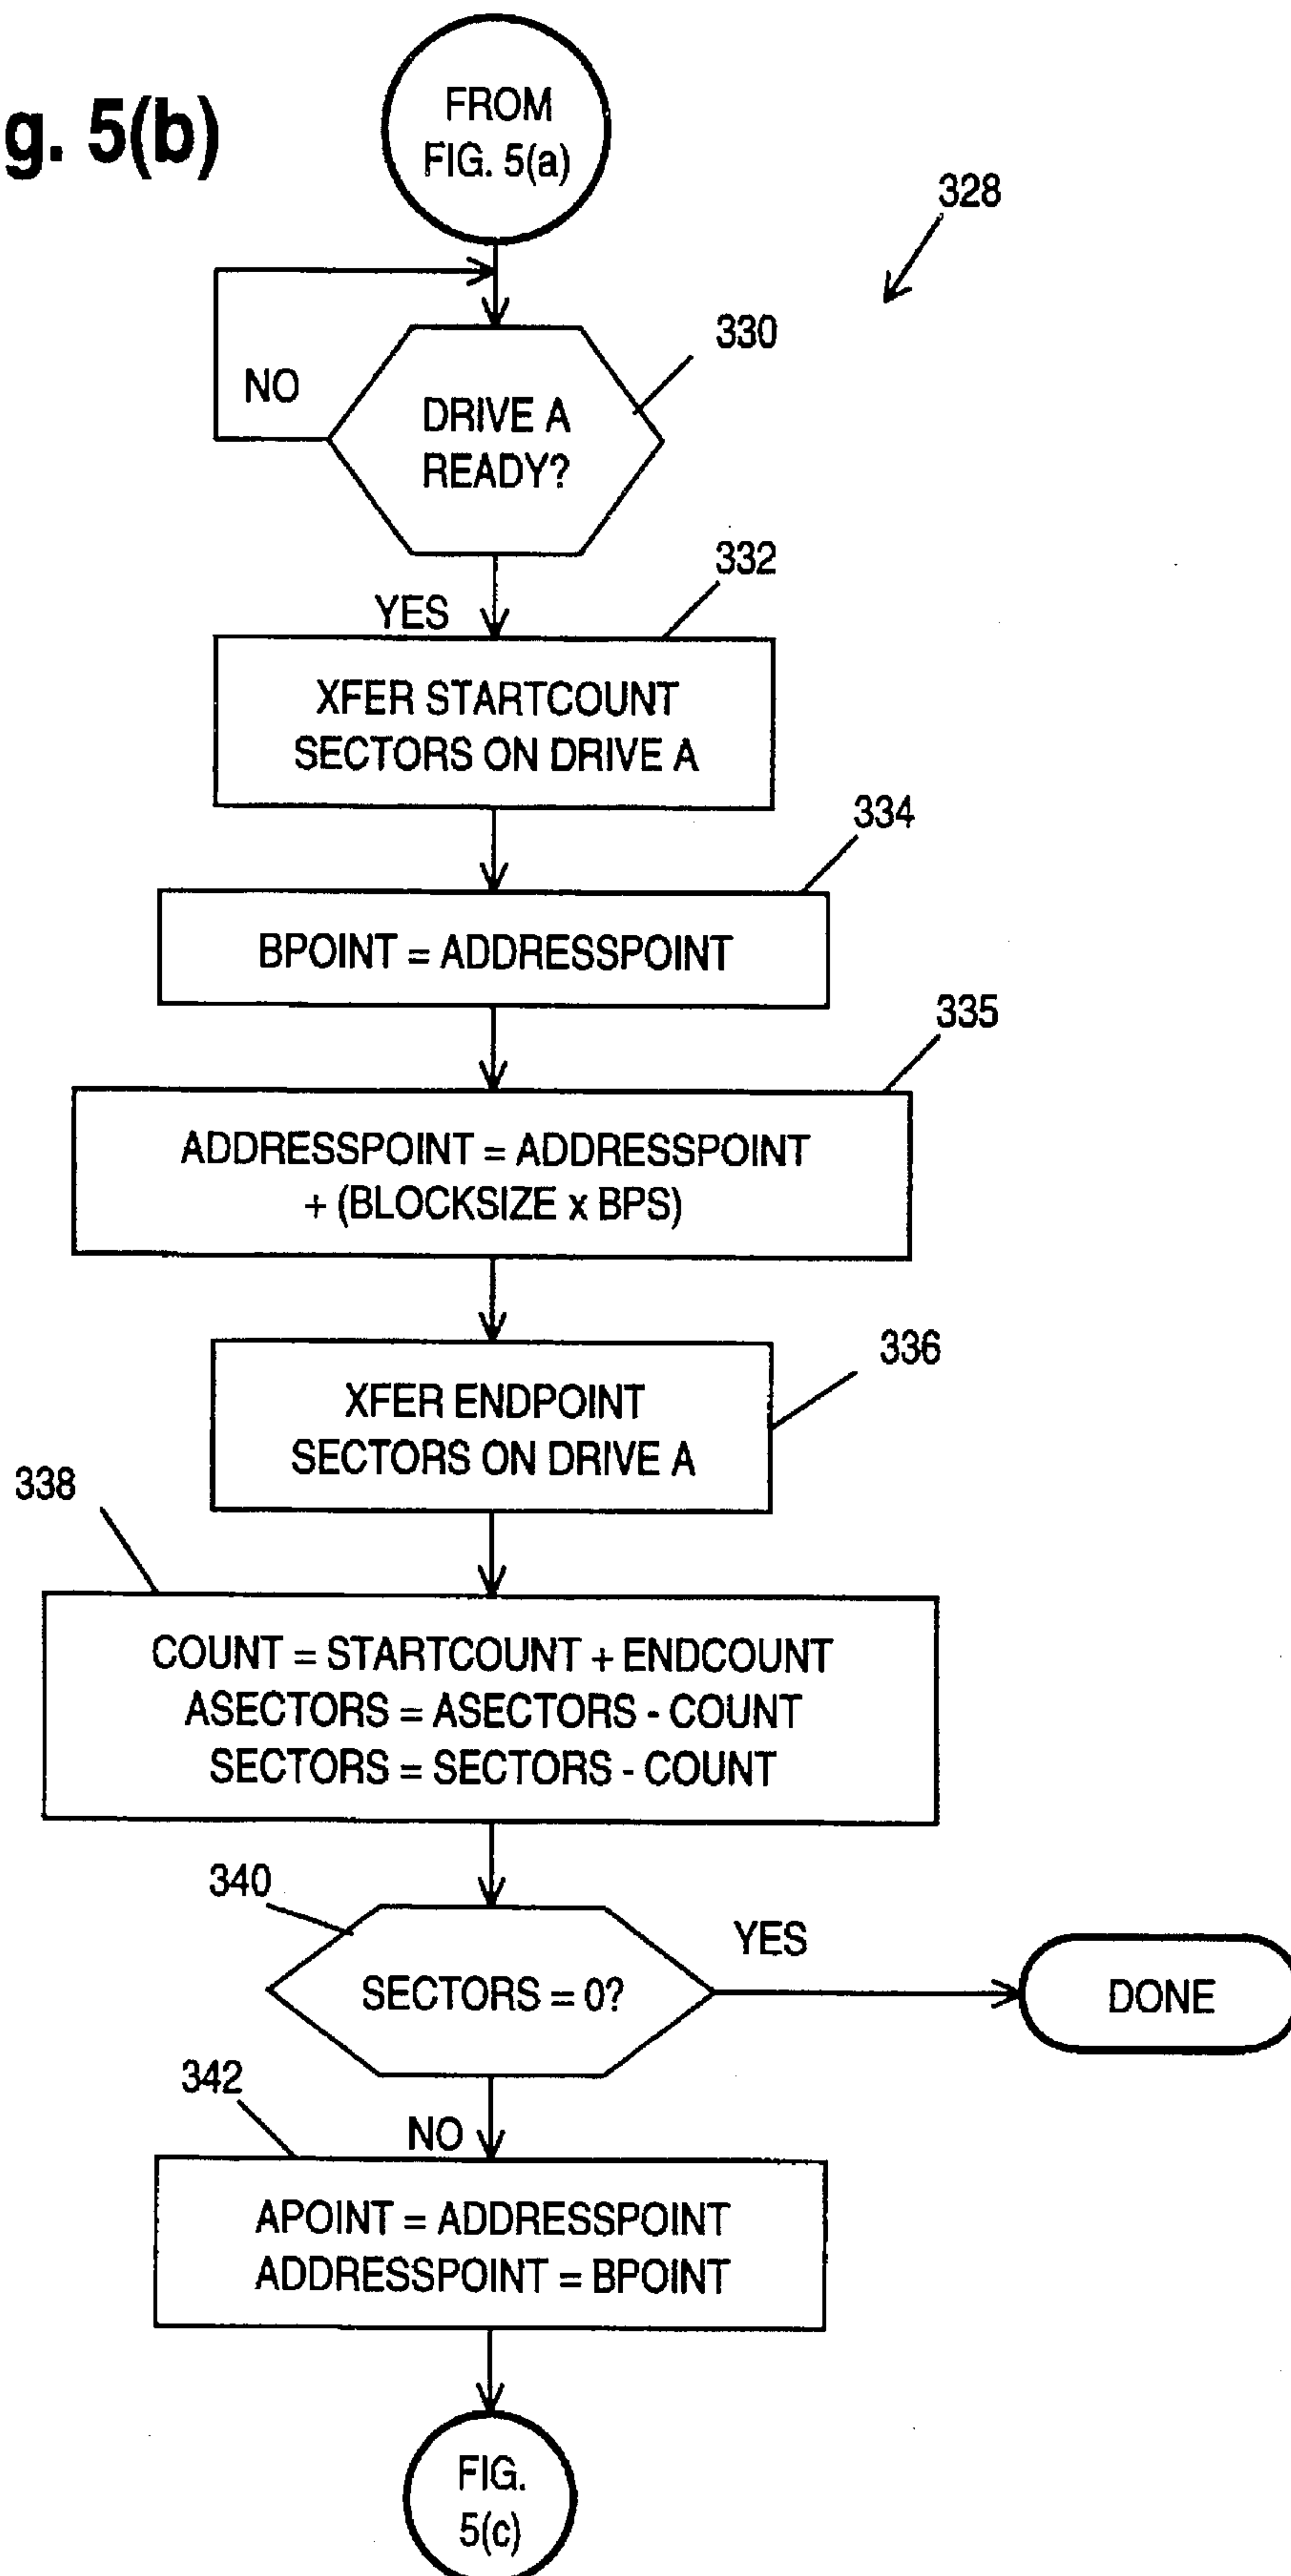 g. 5(b)
FROM
FIG. 5(a)
328
330
NO
DRIVE A
READY?
332
YES
XFER STARTCOUNT
SECTORS ON DRIVE A
334
BPOINT = ADDRESSPOINT
335
ADDRESSPOINT = ADDRESSPOINT
+ (BLOCKSIZE x BPS)
336
XFER ENDPOINT
SECTORS ON DRIVE A
338
COUNT = STARTCOUNT + ENDCOUNT
ASECTORS = ASECTORS - COUNT
SECTORS = SECTORS - COUNT
340
YES
SECTORS = 0?
DONE
342
NO
APOINT = ADDRESSPOINT
ADDRESSPOINT = BPOINT
FIG.
5(c)